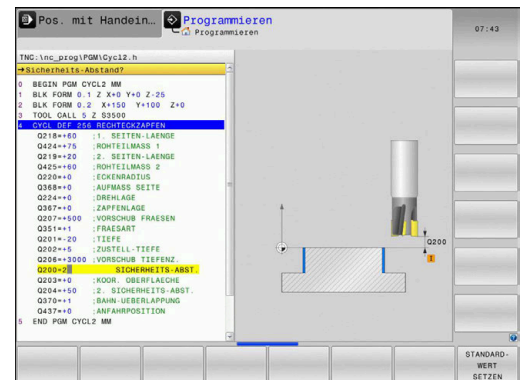 Pos. mit Handein…
Programmieren
Programmieren
07:43
TNC:\nc_prog\PGM\Cycl2.h
→Sicherheits-Abstand?
0 BEGIN PGM CYCL2 MM
1 BLK FORM 0.1 Z X+0 Y+0 Z-25
2 BLK FORM 0.2 X+150 Y+100 Z+0
3 TOOL CALL 5 Z S3500
4 CYCL DEF 256 RECHTECKZAPFEN
Q218=+60 ;1. SEITEN-LAENGE
Q424=+75 ;ROHTEILMASS 1
Q219=+20 ;2. SEITEN-LAENGE
Q425=+60 ;ROHTEILMASS 2
Q220=+0 ;ECKENRADIUS
Q368=+0 ;AUFMASS SEITE
Q224=+0 ;DREHLAGE
Q367=+0 ;ZAPFENLAGE
Q207=+500 ;VORSCHUB FRAESEN
Q351=+1 ;FRAESART
Q201=-20 ;TIEFE
Q202=+5 ;ZUSTELL-TIEFE
Q206=+3000 ;VORSCHUB TIEFENZ.
Q200=2 SICHERHEITS-ABST.
Q203=+0 ;KOOR. OBERFLAECHE
Q204=+50 ;2. SICHERHEITS-ABST.
Q370=+1 ;BAHN-UEBERLAPPUNG
Q437=+0 ;ANFAHRPOSITION
5 END PGM CYCL2 MM
Q200
I
STANDARD-
WERT
SETZEN